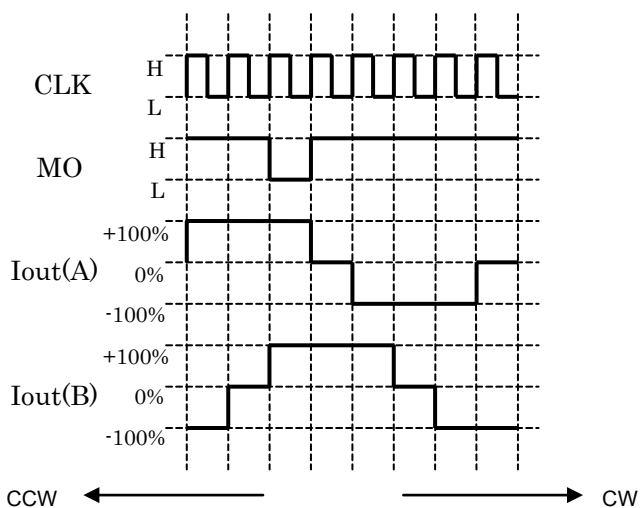 CLK
H
L
MO
H
L
Iout(A)
+100%
0%
-100%
Iout(B)
+100%
0%
-100%
CCW
CW